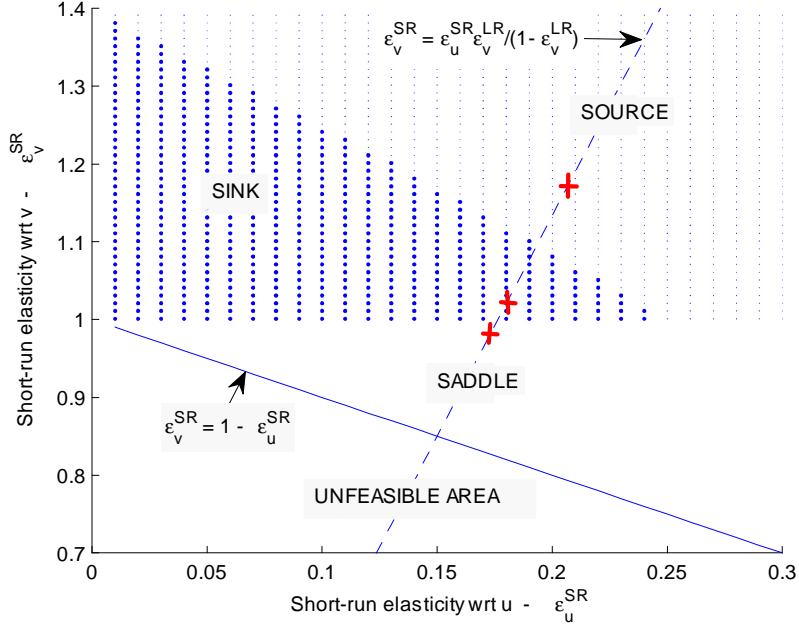 1.4
1.3
1.2
1.1
1
0.9
0.8
0.7
0
0.05
0.1
0.15
0.2
0.25
0.3
Short-run elasticity wrt v - ε_v^SR
Short-run elasticity wrt u - ε_u^SR
ε_v^SR = ε_u^SR ε_v^LR/(1- ε_v^LR)
SOURCE
SINK
SADDLE
ε_v^SR = 1 - ε_u^SR
UNFEASIBLE AREA